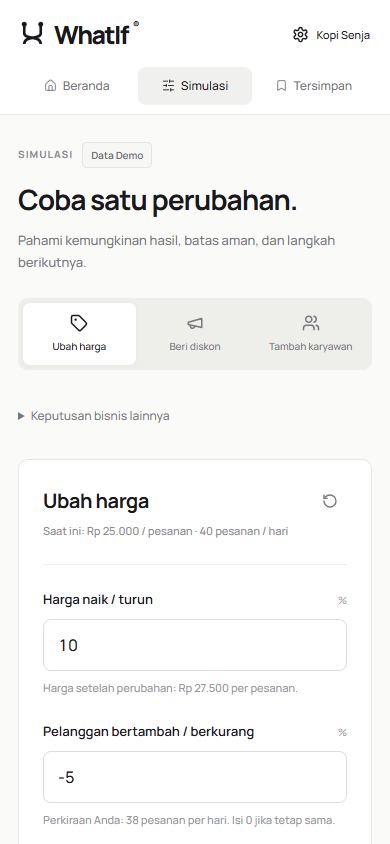 WhatIf
Kopi Senja
Beranda
Simulasi
Tersimpan
SIMULASI
Data Demo
Coba satu perubahan.
Pahami kemungkinan hasil, batas aman, dan langkah
berikutnya.
Ubah harga
Beri diskon
Tambah karyawan
Keputusan bisnis lainnya
Ubah harga
Saat ini: Rp 25.000 / pesanan · 40 pesanan / hari
Harga naik / turun
%
10
Harga setelah perubahan: Rp 27.500 per pesanan.
Pelanggan bertambah / berkurang
%
-5
Perkiraan Anda: 38 pesanan per hari. Isi 0 jika tetap sama.